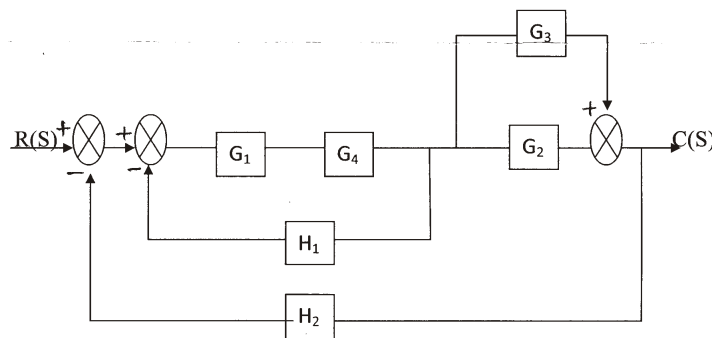 G₃
+
R(S) + + G₁ G₄ G₂ C(S)
− −
H₁
H₂